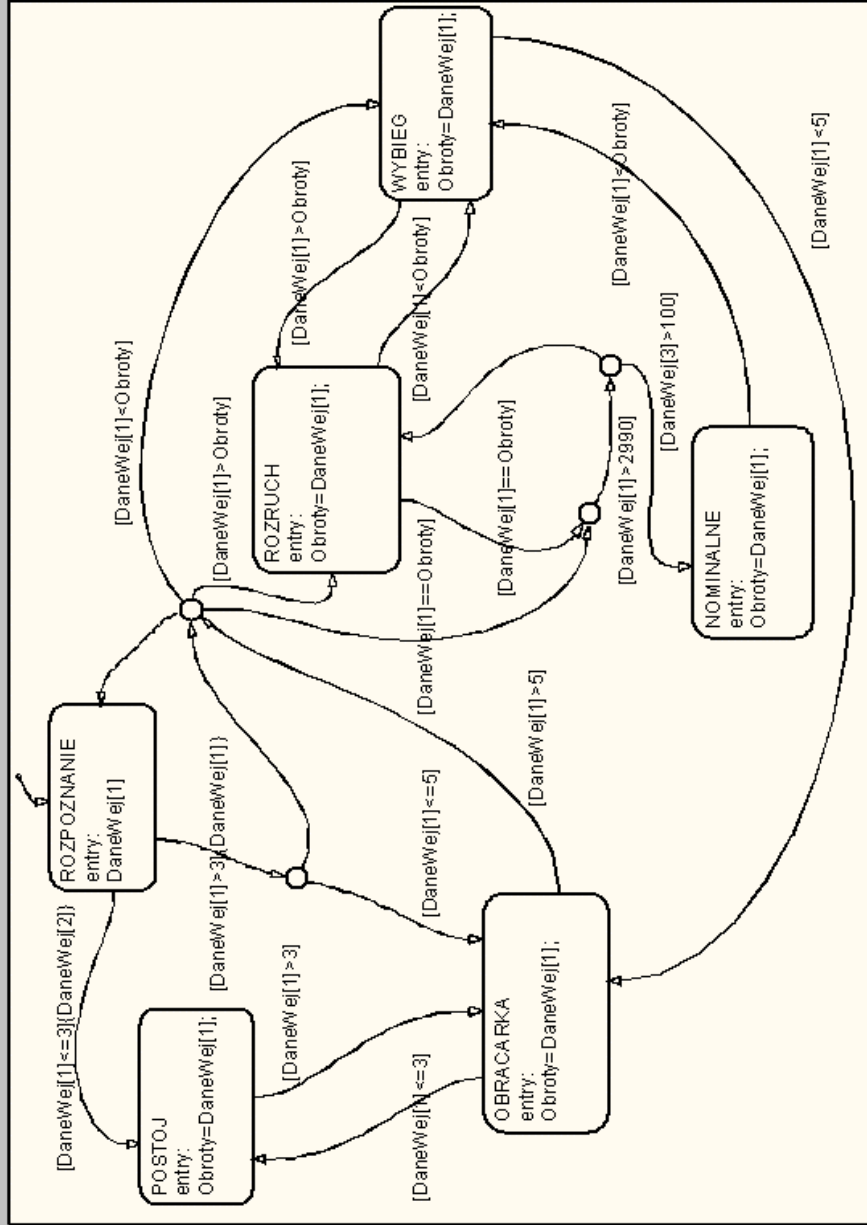 [DaneWej[1]<=3]{DaneWej[2]}
ROZPOZNANIE
entry:
DaneWej[1]
[DaneWej[1]<Obroty]
POSTOJ
entry:
Obroty=DaneWej[1];
[DaneWej[1]>3]{DaneWej[1]}
[DaneWej[1]>Obroty]
ROZRUCH
entry:
Obroty=DaneWej[1];
[DaneWej[1]>Obroty]
WYBIEG
entry:
Obroty=DaneWej[1];
[DaneWej[1]>3]
[DaneWej[1]<=3]
[DaneWej[1]<=5]
[DaneWej[1]==Obroty]
[DaneWej[1]<Obroty]
[DaneWej[1]==Obroty]
OBRACARKA
entry:
Obroty=DaneWej[1];
[DaneWej[1]>5]
[DaneWej[1]>2990]
[DaneWej[3]>100]
[DaneWej[1]<Obroty]
NOMINALNE
entry:
Obroty=DaneWej[1];
[DaneWej[1]<5]